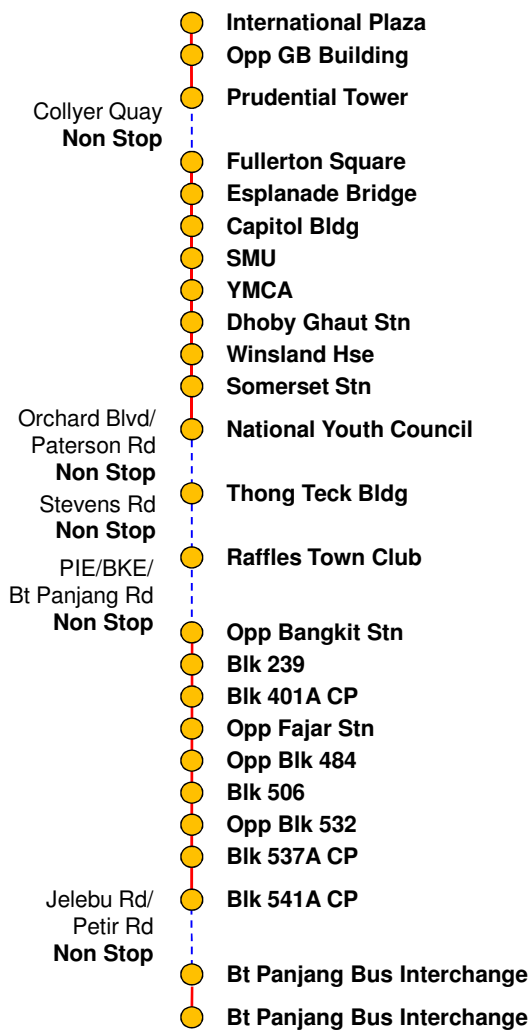 International Plaza
Opp GB Building
Prudential Tower
Collyer Quay
Non Stop
Fullerton Square
Esplanade Bridge
Capitol Bldg
SMU
YMCA
Dhoby Ghaut Stn
Winsland Hse
Somerset Stn
National Youth Council
Orchard Blvd/
Paterson Rd
Non Stop
Thong Teck Bldg
Stevens Rd
Non Stop
Raffles Town Club
PIE/BKE/
Bt Panjang Rd
Non Stop
Opp Bangkit Stn
Blk 239
Blk 401A CP
Opp Fajar Stn
Opp Blk 484
Blk 506
Opp Blk 532
Blk 537A CP
Blk 541A CP
Jelebu Rd/
Petir Rd
Non Stop
Bt Panjang Bus Interchange
Bt Panjang Bus Interchange